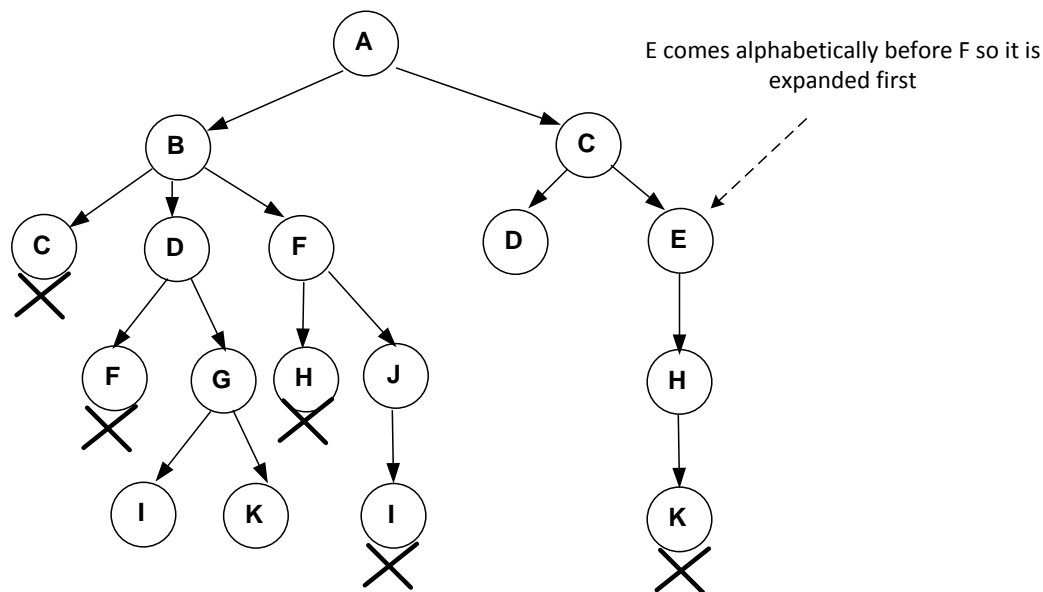 A
E comes alphabetically before F so it is
expanded first
B
C
C
D
F
D
E
F
G
H
J
H
I
K
I
K